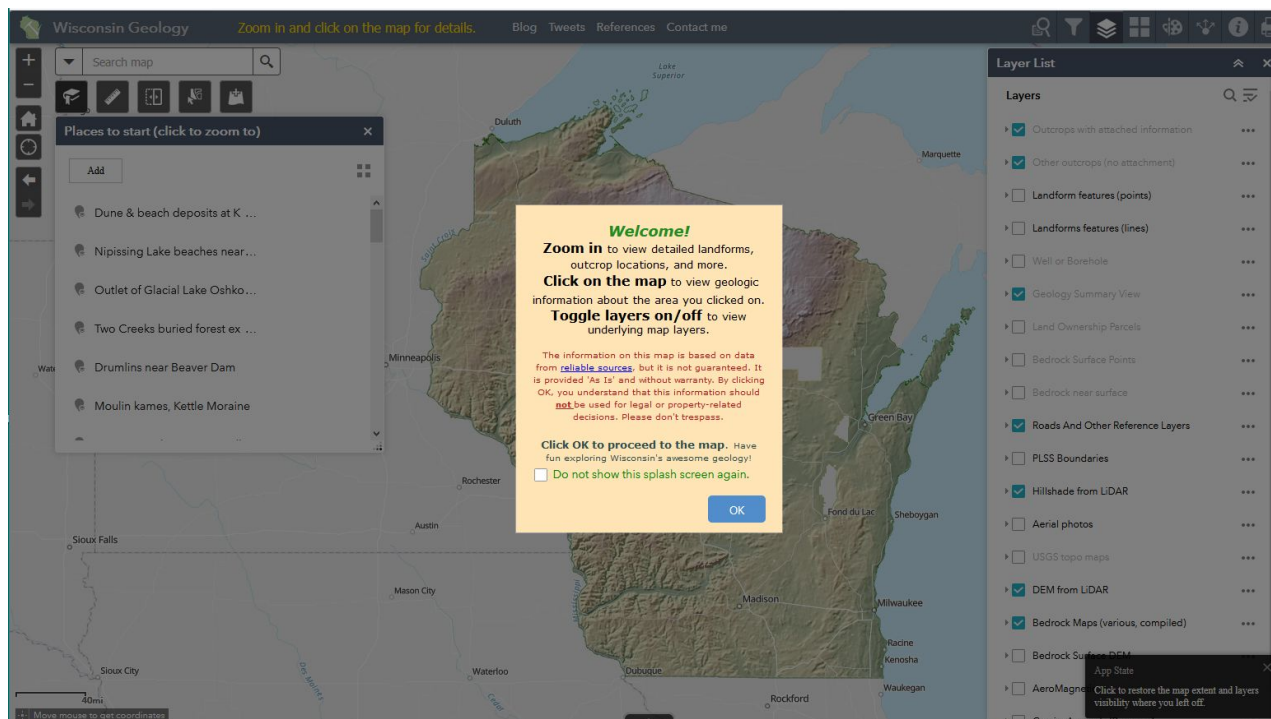 Wisconsin Geology
Zoom in and click on the map for details.
Blog Tweets References Contact me
Search map
Places to start (click to zoom to)
Add
Dune & beach deposits at K ...
Nipissing Lake beaches near...
Outlet of Glacial Lake Oshko...
Two Creeks buried forest ex ...
Drumlins near Beaver Dam
Moulin kames, Kettle Moraine
Lake
Superior
Duluth
Marquette
Saint Croix
Minneapolis
Green Bay
Rochester
Fond du Lac
Sheboygan
Austin
Sioux Falls
Mason City
Madison
Milwaukee
Racine
Kenosha
Sioux City
Waterloo
Dubuque
Waukegan
Rockford
Des Moines
Cedar
40mi
Move mouse to get coordinates
Welcome!
Zoom in to view detailed landforms,
outcrop locations, and more.
Click on the map to view geologic
information about the area you clicked on.
Toggle layers on/off to view
underlying map layers.
The information on this map is based on data
from reliable sources, but it is not guaranteed. It
is provided 'As Is' and without warranty. By clicking
OK, you understand that this information should
not be used for legal or property-related
decisions. Please don't trespass.
Click OK to proceed to the map. Have
fun exploring Wisconsin's awesome geology!
Do not show this splash screen again.
OK
Layer List
Layers
Outcrops with attached information
Other outcrops (no attachment)
Landform features (points)
Landforms features (lines)
Well or Borehole
Geology Summary View
Land Ownership Parcels
Bedrock Surface Points
Bedrock near surface
Roads And Other Reference Layers
PLSS Boundaries
Hillshade from LiDAR
Aerial photos
USGS topo maps
DEM from LiDAR
Bedrock Maps (various, compiled)
Bedrock Surface DEM
AeroMagne
App State
Click to restore the map extent and layers
visibility where you left off.